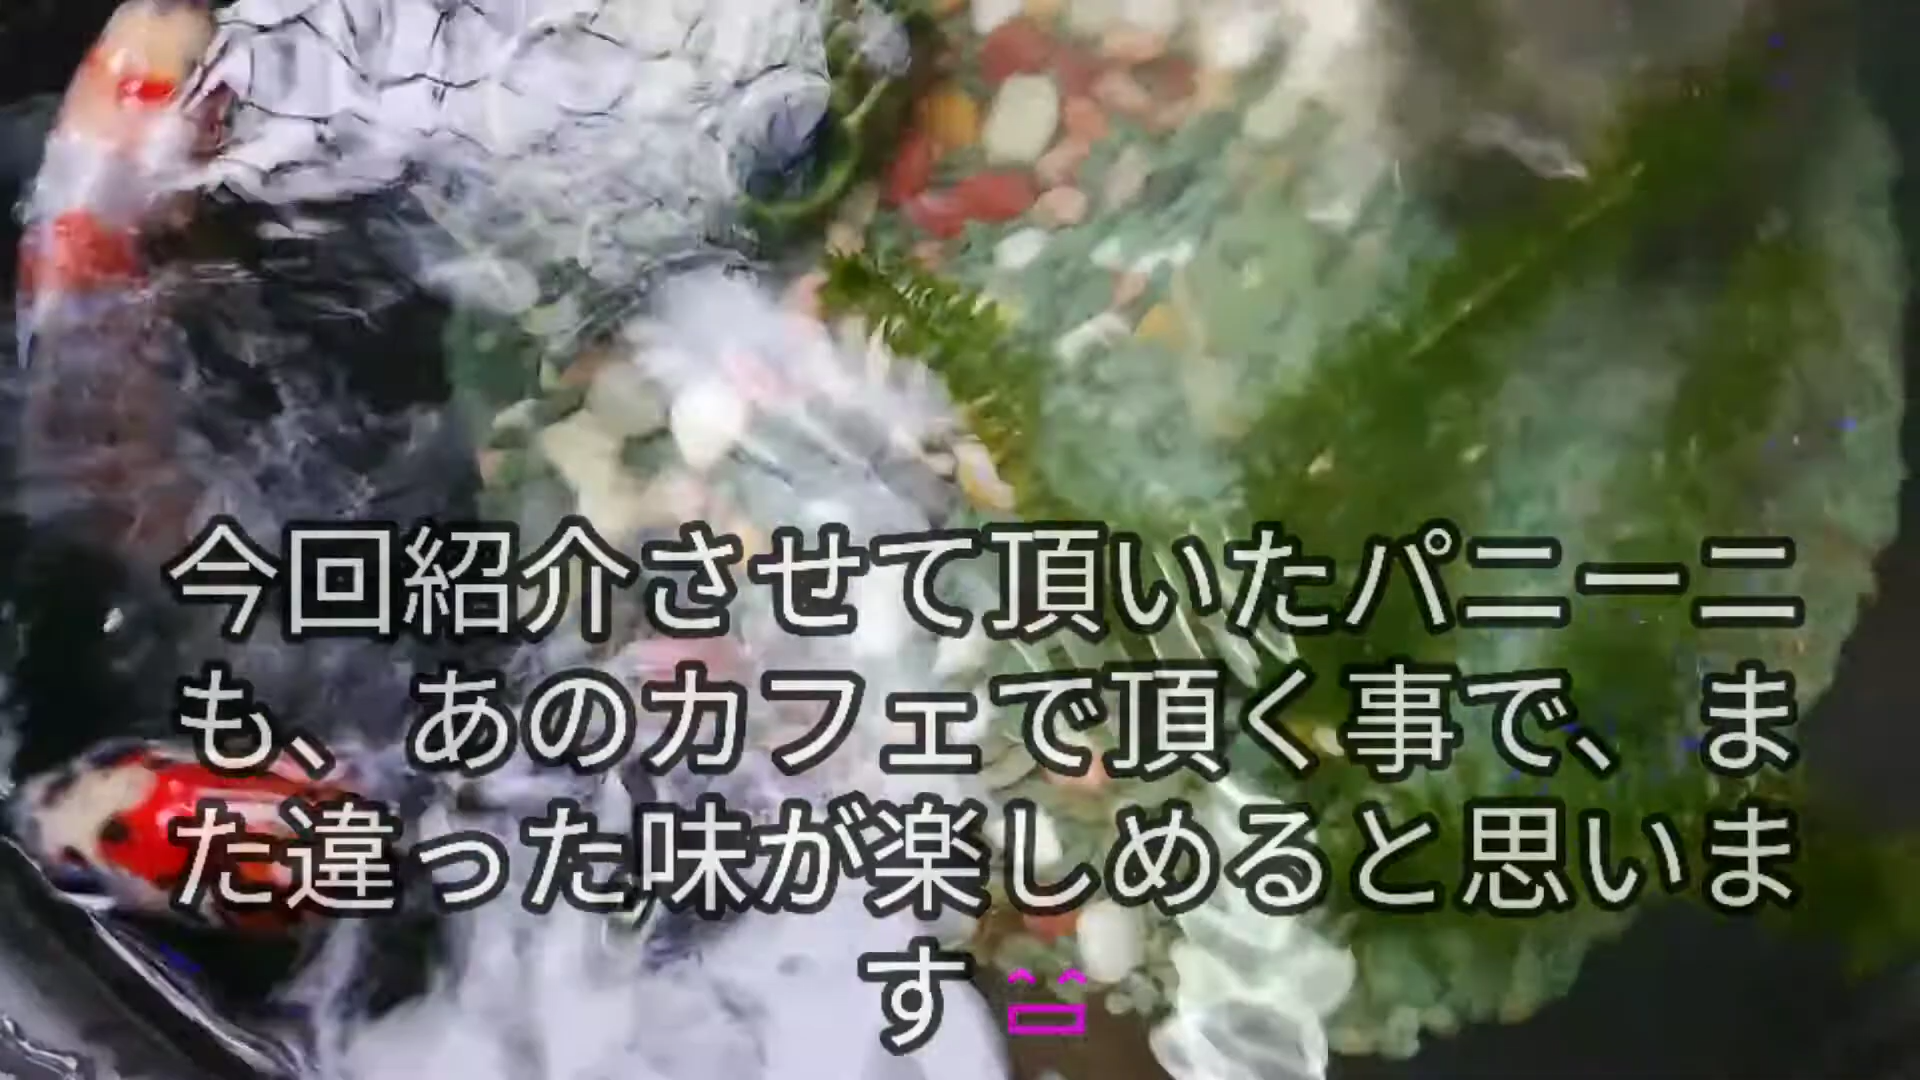 今回紹介させて頂いたパニーニ
も、あのカフェで頂く事で、ま
た違った味が楽しめると思いま
す